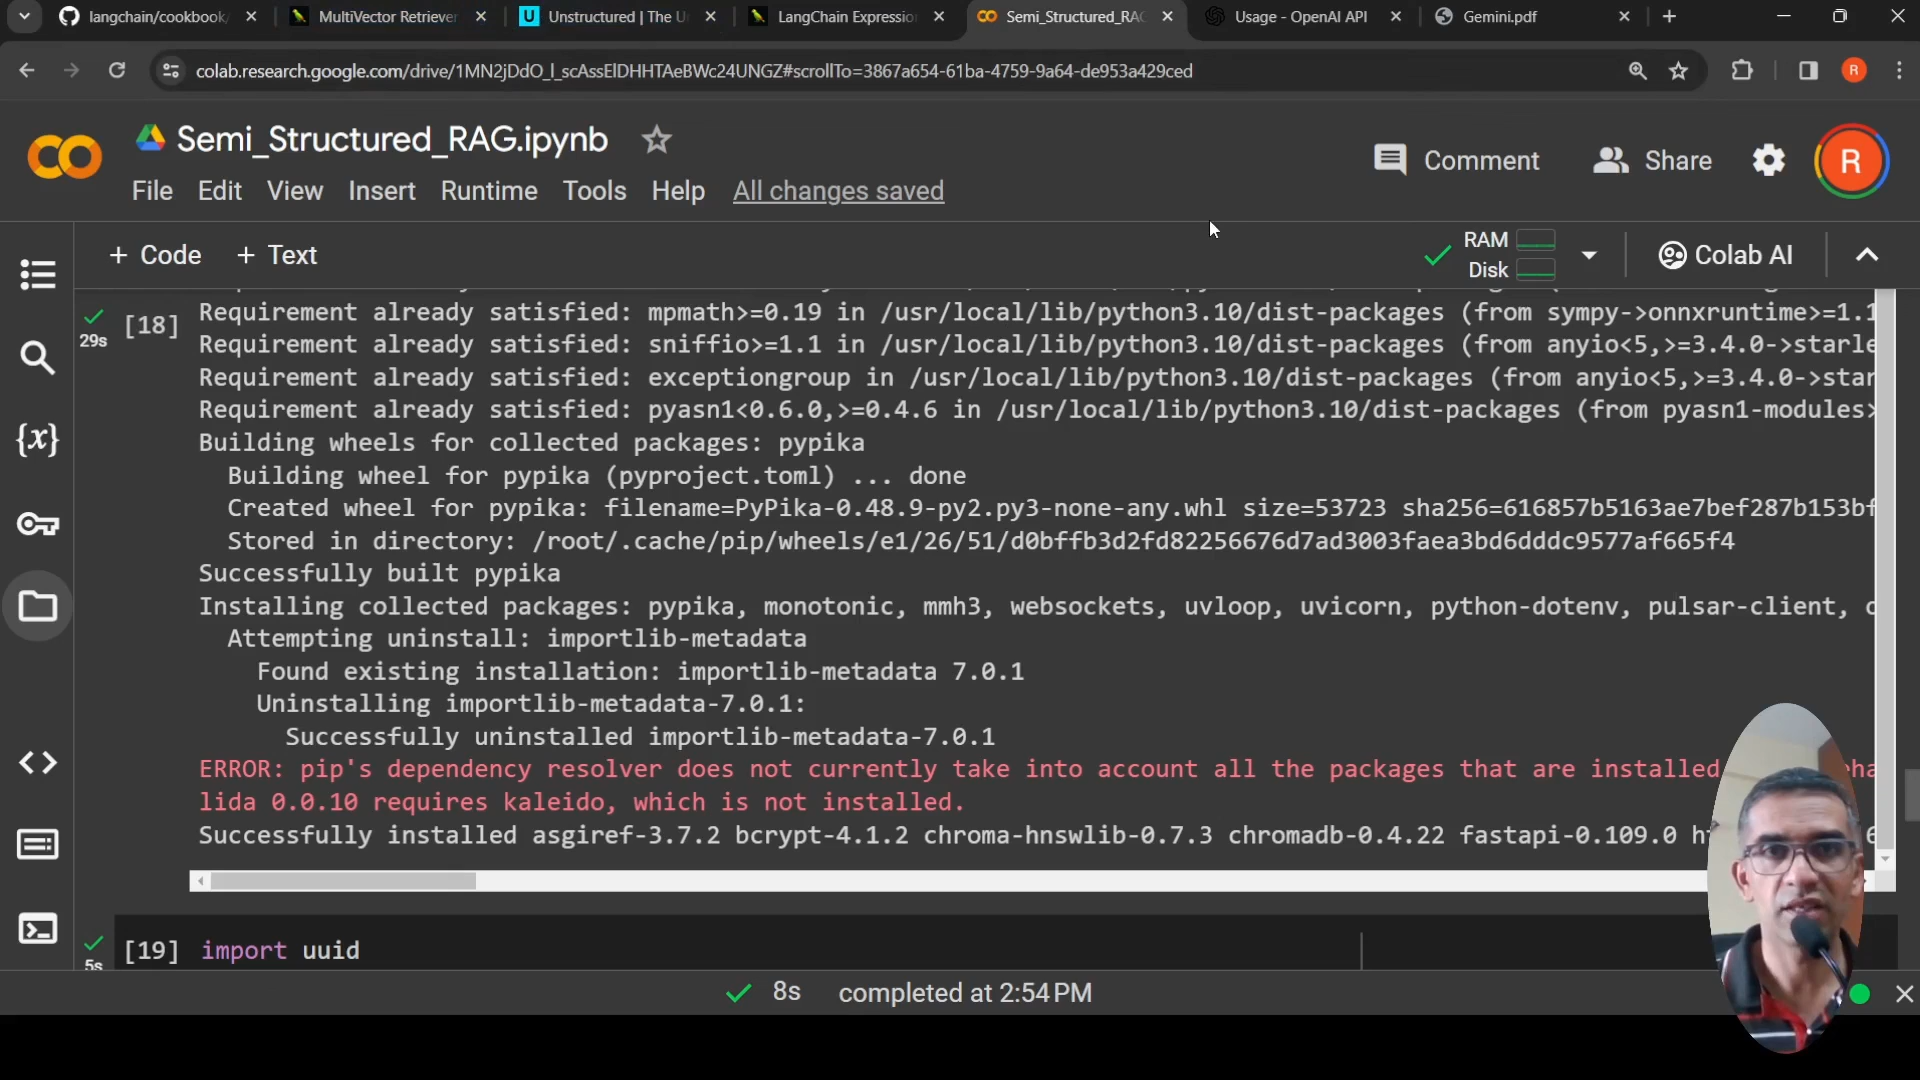 langchain/cookbook
MultiVector Retriever
U Unstructured | The U
LangChain Expressio
Semi_Structured_RA
Usage - OpenAI API
Gemini.pdf
colab.research.google.com/drive/1MN2jDdO_l_scAssElDHHTAeBWc24UNGZ#scrollTo=3867a654-61ba-4759-9a64-de953a429ced
R
Semi_Structured_RAG.ipynb
Comment
Share
R
File Edit View Insert Runtime Tools Help All changes saved
+ Code + Text
RAM
Disk
Colab AI
[18]
29s
Requirement already satisfied: mpmath>=0.19 in /usr/local/lib/python3.10/dist-packages (from sympy->onnxruntime>=1.1
Requirement already satisfied: sniffio>=1.1 in /usr/local/lib/python3.10/dist-packages (from anyio<5,>=3.4.0->starle
Requirement already satisfied: exceptiongroup in /usr/local/lib/python3.10/dist-packages (from anyio<5,>=3.4.0->star
Requirement already satisfied: pyasn1<0.6.0,>=0.4.6 in /usr/local/lib/python3.10/dist-packages (from pyasn1-modules>
Building wheels for collected packages: pypika
Building wheel for pypika (pyproject.toml) ... done
Created wheel for pypika: filename=PyPika-0.48.9-py2.py3-none-any.whl size=53723 sha256=616857b5163ae7bef287b153bf
Stored in directory: /root/.cache/pip/wheels/e1/26/51/d0bffb3d2fd82256676d7ad3003faea3bd6dddc9577af665f4
Successfully built pypika
Installing collected packages: pypika, monotonic, mmh3, websockets, uvloop, uvicorn, python-dotenv, pulsar-client,
Attempting uninstall: importlib-metadata
Found existing installation: importlib-metadata 7.0.1
Uninstalling importlib-metadata-7.0.1:
Successfully uninstalled importlib-metadata-7.0.1
ERROR: pip's dependency resolver does not currently take into account all the packages that are installed
lida 0.0.10 requires kaleido, which is not installed.
Successfully installed asgiref-3.7.2 bcrypt-4.1.2 chroma-hnswlib-0.7.3 chromadb-0.4.22 fastapi-0.109.0
[19] import uuid
5s
8s completed at 2:54 PM